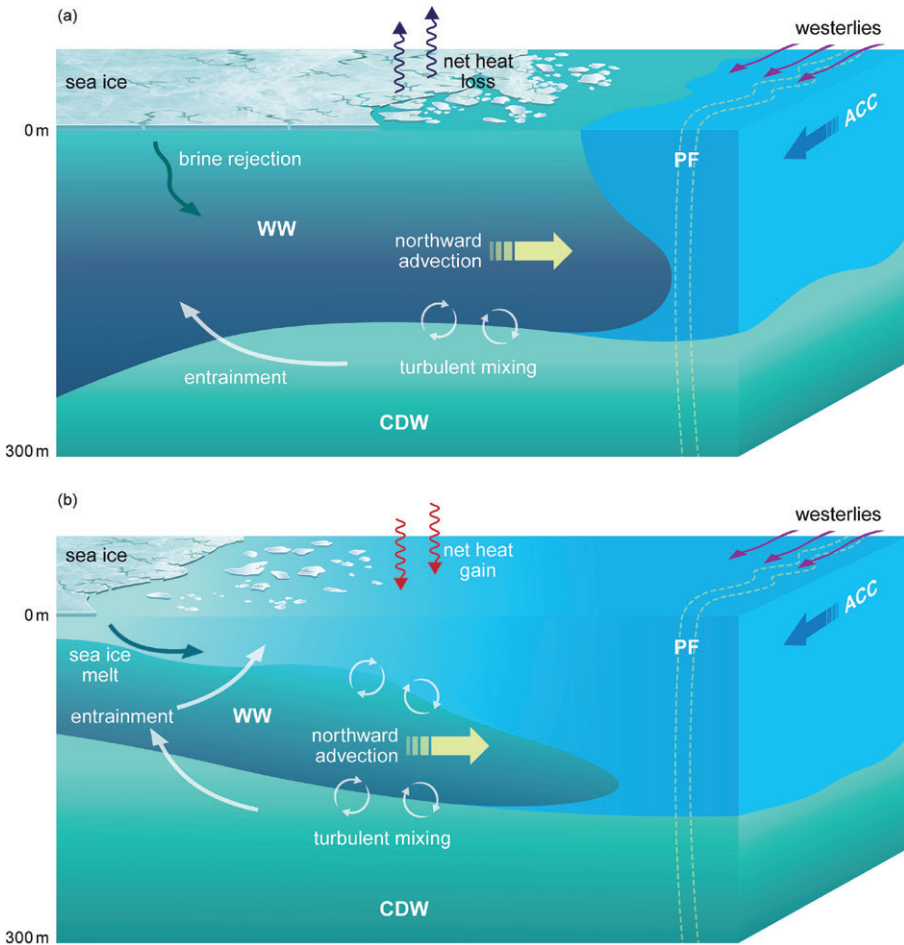 (a)
westerlies
sea ice
net heat
loss
0 m
ACC
PF
brine rejection
WW
northward
advection
entrainment
turbulent mixing
CDW
300 m
(b)
westerlies
sea ice
net heat
gain
0 m
ACC
PF
sea ice
melt
entrainment
WW
northward
advection
turbulent mixing
CDW
300 m